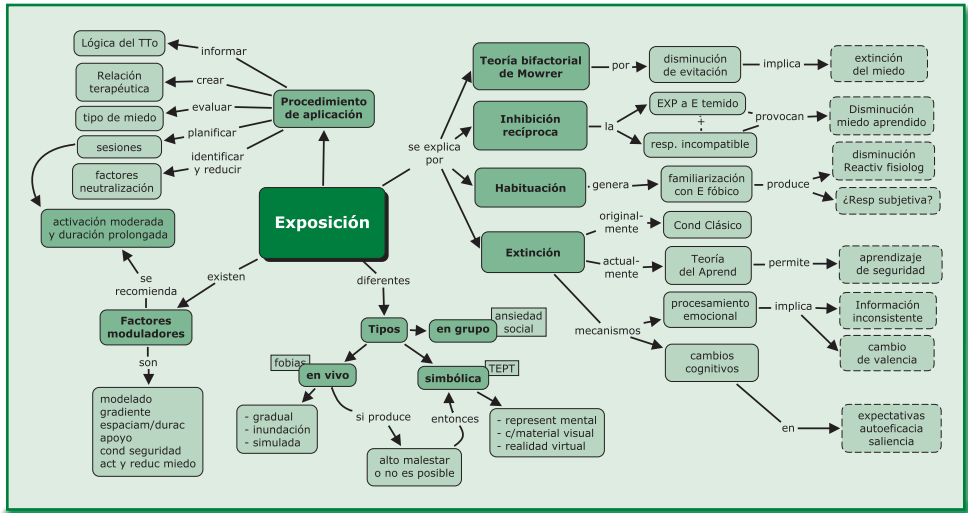 Lógica del TTo
informar
Relación
terapéutica
crear
evaluar
tipo de miedo
planificar
sesiones
identificar
y reducir
factores
neutralización
Procedimiento
de aplicación
activación moderada
y duración prolongada
se
recomienda
Factores
moduladores
existen
son
modelado
gradiente
espaciam/durac
apoyo
cond seguridad
act y reduc miedo
Exposición
diferentes
Tipos
en grupo
ansiedad
social
fobias
en vivo
- gradual
- inundación
- simulada
si produce
alto malestar
o no es posible
entonces
simbólica
TEPT
- represent mental
- c/material visual
- realidad virtual
se explica
por
Teoría bifactorial
de Mowrer
por
disminución
de evitación
implica
extinción
del miedo
Inhibición
recíproca
la
EXP a E temido
+
resp. incompatible
provocan
Disminución
miedo aprendido
Habituación
genera
familiarización
con E fóbico
produce
disminución
Reactiv fisiolog
¿Resp subjetiva?
Extinción
original-
mente
Cond Clásico
actual-
mente
Teoría
del Aprend
permite
aprendizaje
de seguridad
mecanismos
procesamiento
emocional
implica
Información
inconsistente
cambio
de valencia
cambios
cognitivos
en
expectativas
autoeficacia
saliencia